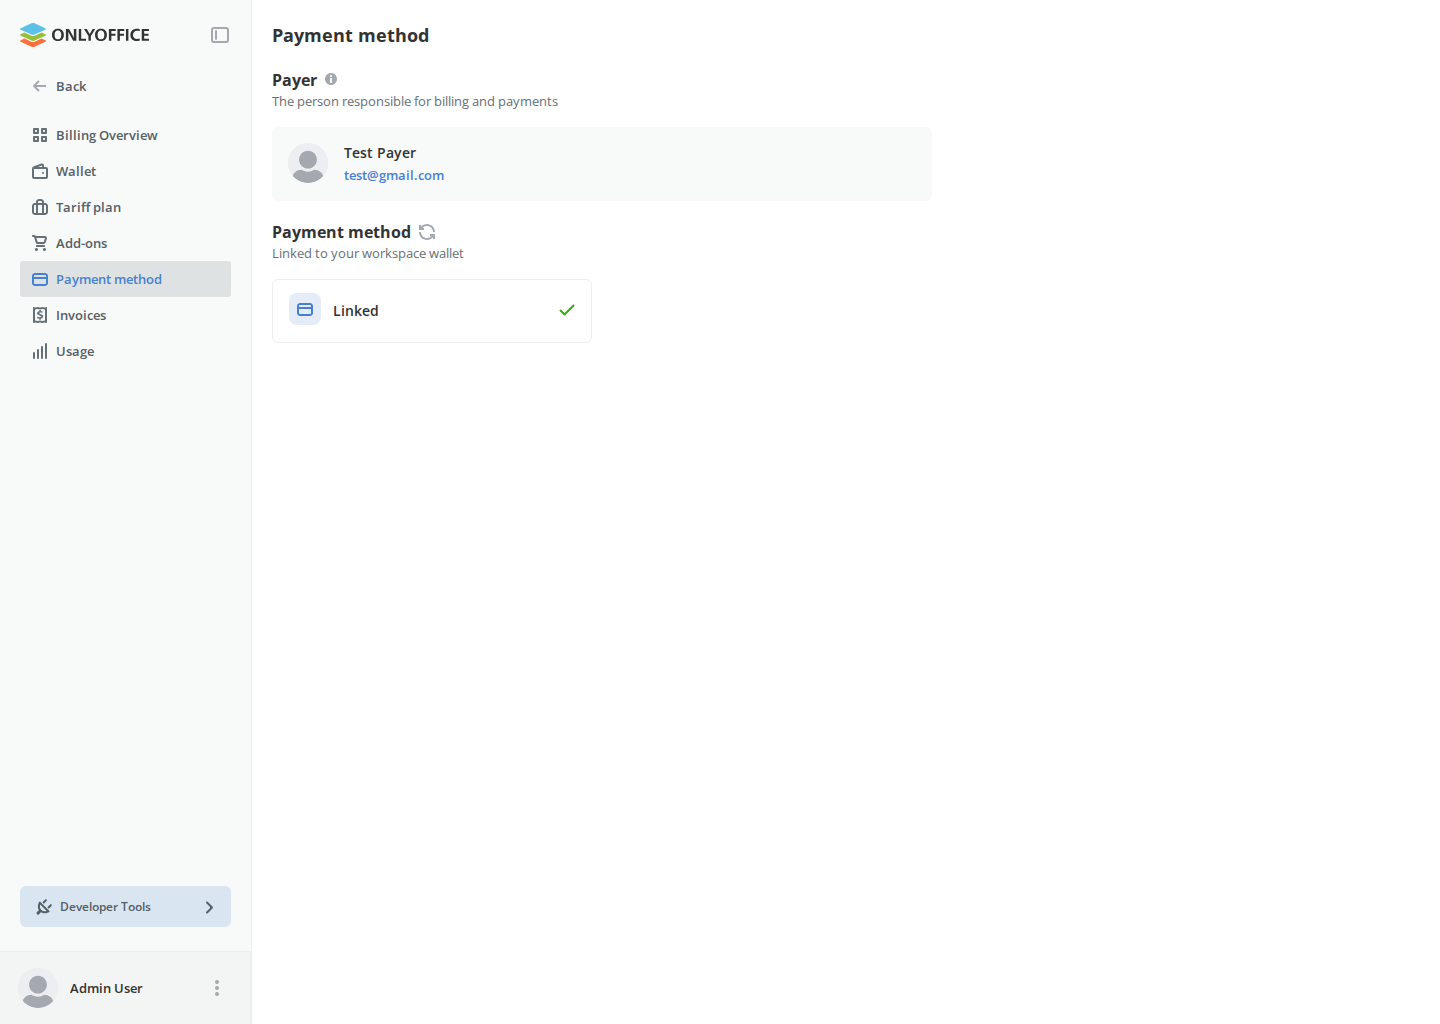 ONLYOFFICE
Back
Billing Overview
Wallet
Tariff plan
Add-ons
Payment method
Invoices
Usage
Developer Tools
Admin User
Payment method
Payer
The person responsible for billing and payments
Test Payer
test@gmail.com
Payment method
Linked to your workspace wallet
Linked